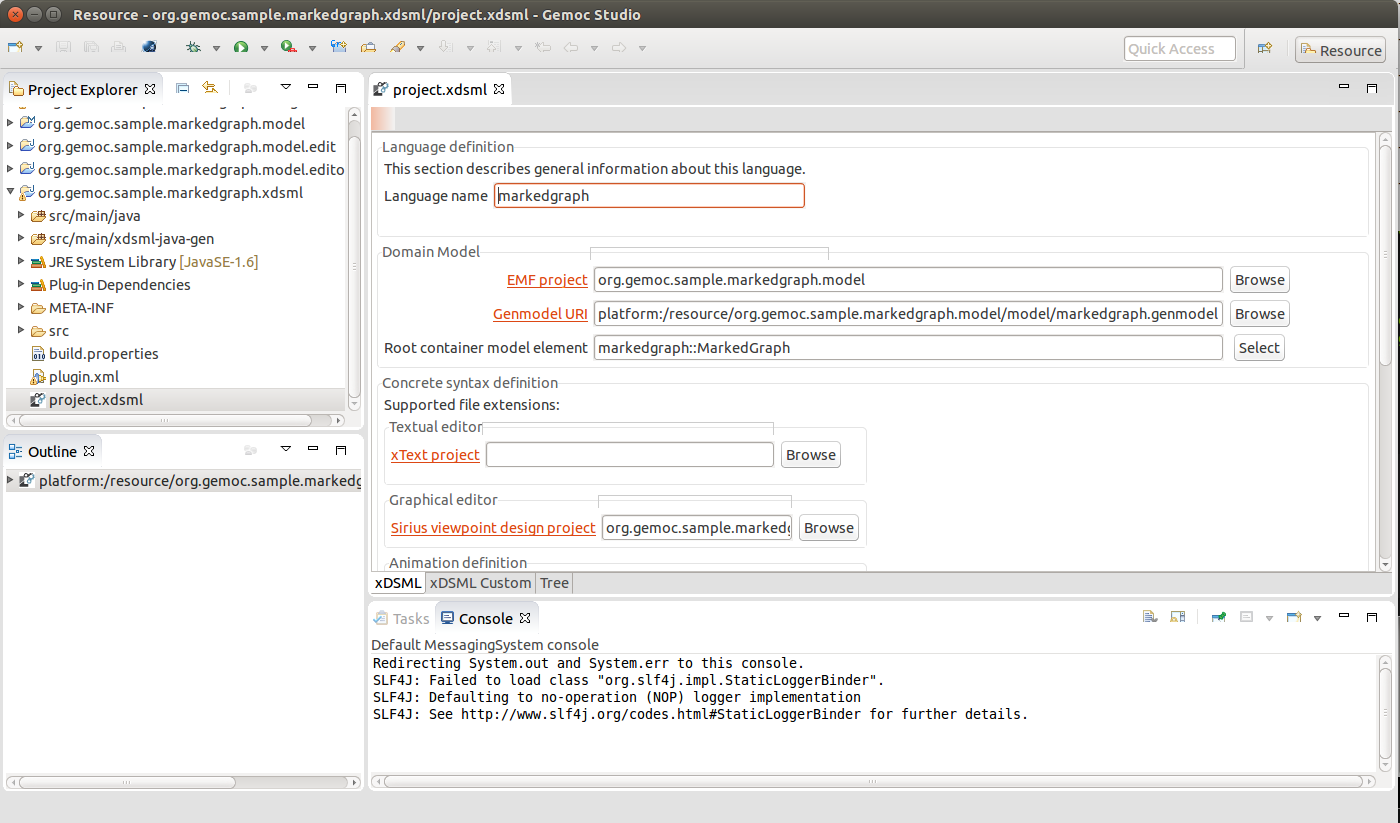 Resource - org.gemoc.sample.markedgraph.xdsml/project.xdsml - Gemoc Studio
Quick Access
Resource
Project Explorer
org.gemoc.sample.markedgraph.model
org.gemoc.sample.markedgraph.model.edit
org.gemoc.sample.markedgraph.model.edito
org.gemoc.sample.markedgraph.xdsml
src/main/java
src/main/xdsml-java-gen
JRE System Library [JavaSE-1.6]
Plug-in Dependencies
META-INF
src
build.properties
plugin.xml
project.xdsml
Outline
platform:/resource/org.gemoc.sample.markedg
project.xdsml
Language definition
This section describes general information about this language.
Language name markedgraph
Domain Model
EMF project org.gemoc.sample.markedgraph.model Browse
Genmodel URI platform:/resource/org.gemoc.sample.markedgraph.model/model/markedgraph.genmodel Browse
Root container model element markedgraph::MarkedGraph Select
Concrete syntax definition
Supported file extensions:
Textual editor
xText project Browse
Graphical editor
Sirius viewpoint design project org.gemoc.sample.markedg Browse
Animation definition
xDSML xDSML Custom Tree
Tasks Console
Default MessagingSystem console
Redirecting System.out and System.err to this console.
SLF4J: Failed to load class "org.slf4j.impl.StaticLoggerBinder".
SLF4J: Defaulting to no-operation (NOP) logger implementation
SLF4J: See http://www.slf4j.org/codes.html#StaticLoggerBinder for further details.